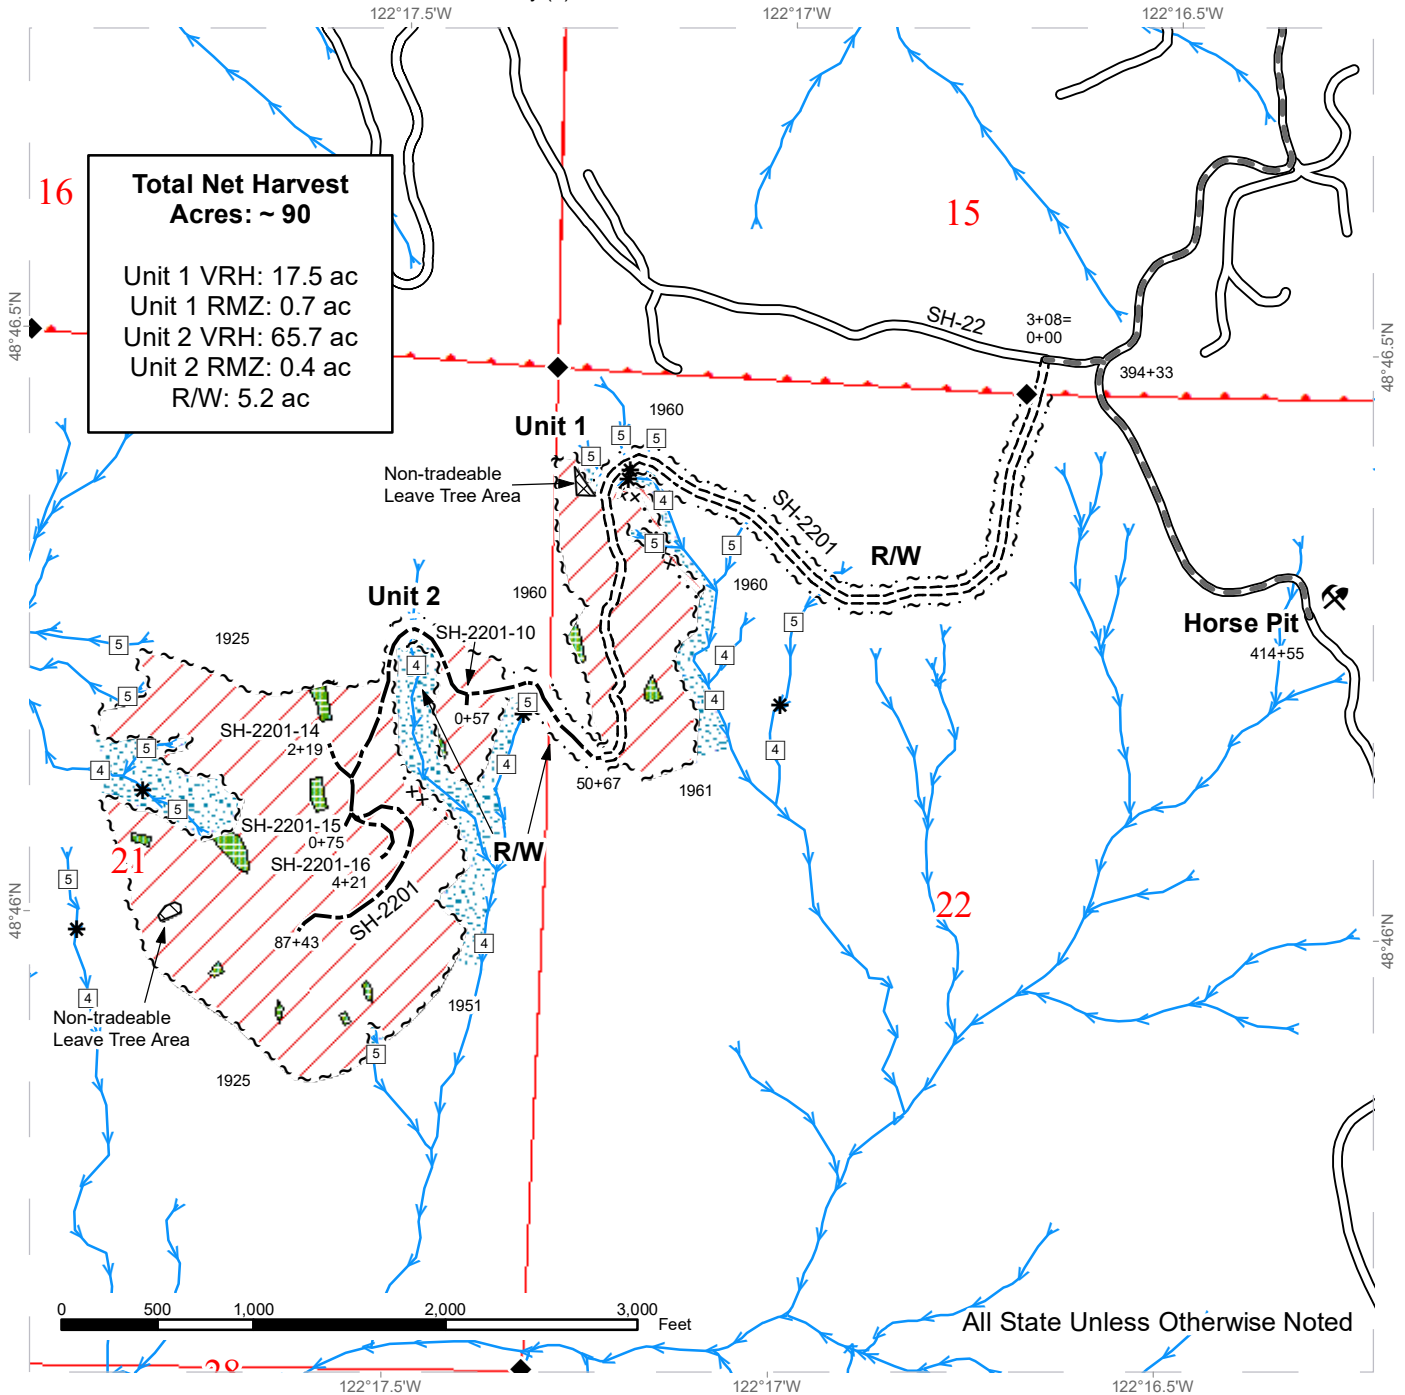 122°17.5'W
122°17'W
122°16.5'W
16
Total Net Harvest
Acres: ~ 90
Unit 1 VRH: 17.5 ac
Unit 1 RMZ: 0.7 ac
Unit 2 VRH: 65.7 ac
Unit 2 RMZ: 0.4 ac
R/W: 5.2 ac
15
48°46.5'N
48°46.5'N
SH-22
3+08=
0+00
394+33
1960
Unit 1
5
5
5
Non-tradeable
Leave Tree Area
4
SH-2201
5
5
R/W
1960
1960
Unit 2
5
Horse Pit
414+55
1925
5
SH-2201-10
4
4
5
5
4
0+57
SH-2201-14
2+19
5
4
4
4
50+67
1961
5
SH-2201-15
0+75
R/W
21
SH-2201-16
4+21
5
SH-2201
22
87+43
4
48°46'N
48°46'N
4
1951
Non-tradeable
Leave Tree Area
5
1925
0
500
1,000
2,000
3,000
Feet
All State Unless Otherwise Noted
28
122°17.5'W
122°17'W
122°16.5'W